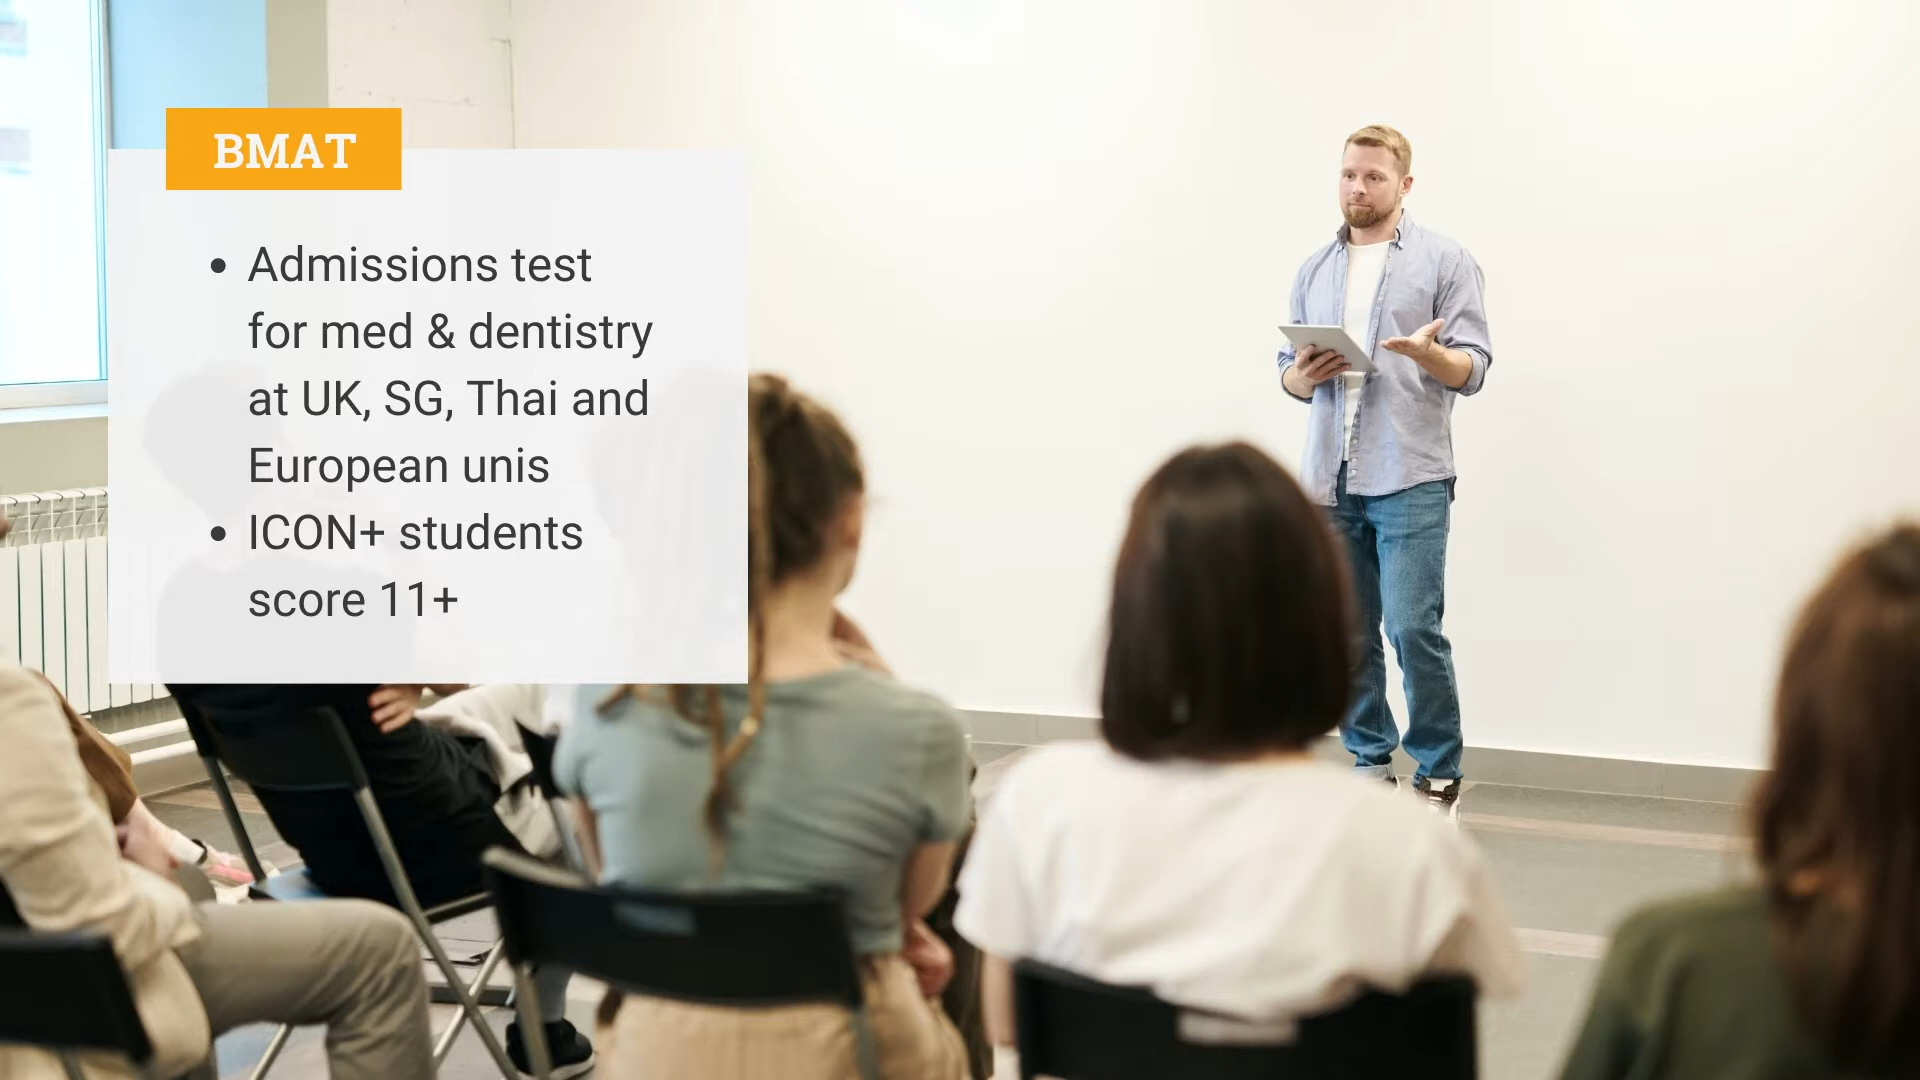 BMAT
• Admissions test
for med & dentistry
at UK, SG, Thai and
European unis
• ICON+ students
score 11+